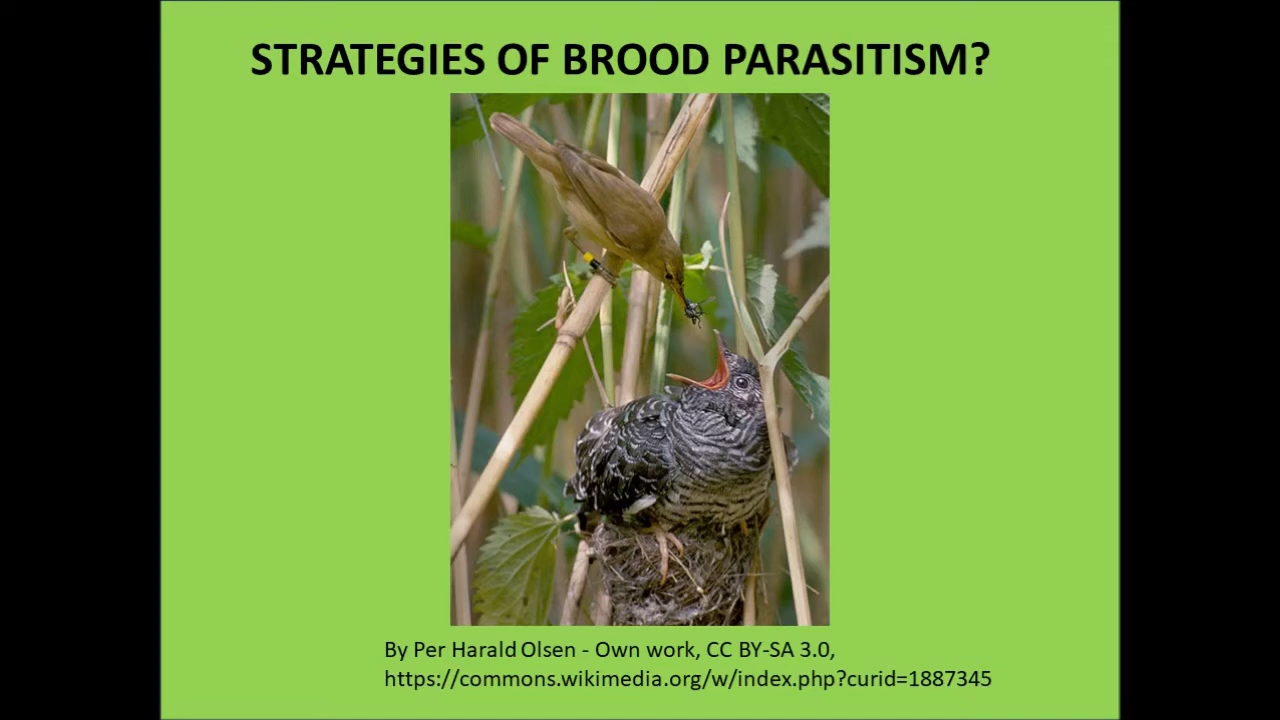 STRATEGIES OF BROOD PARASITISM?
By Per Harald Olsen - Own work, CC BY-SA 3.0,
https://commons.wikimedia.org/w/index.php?curid=1887345